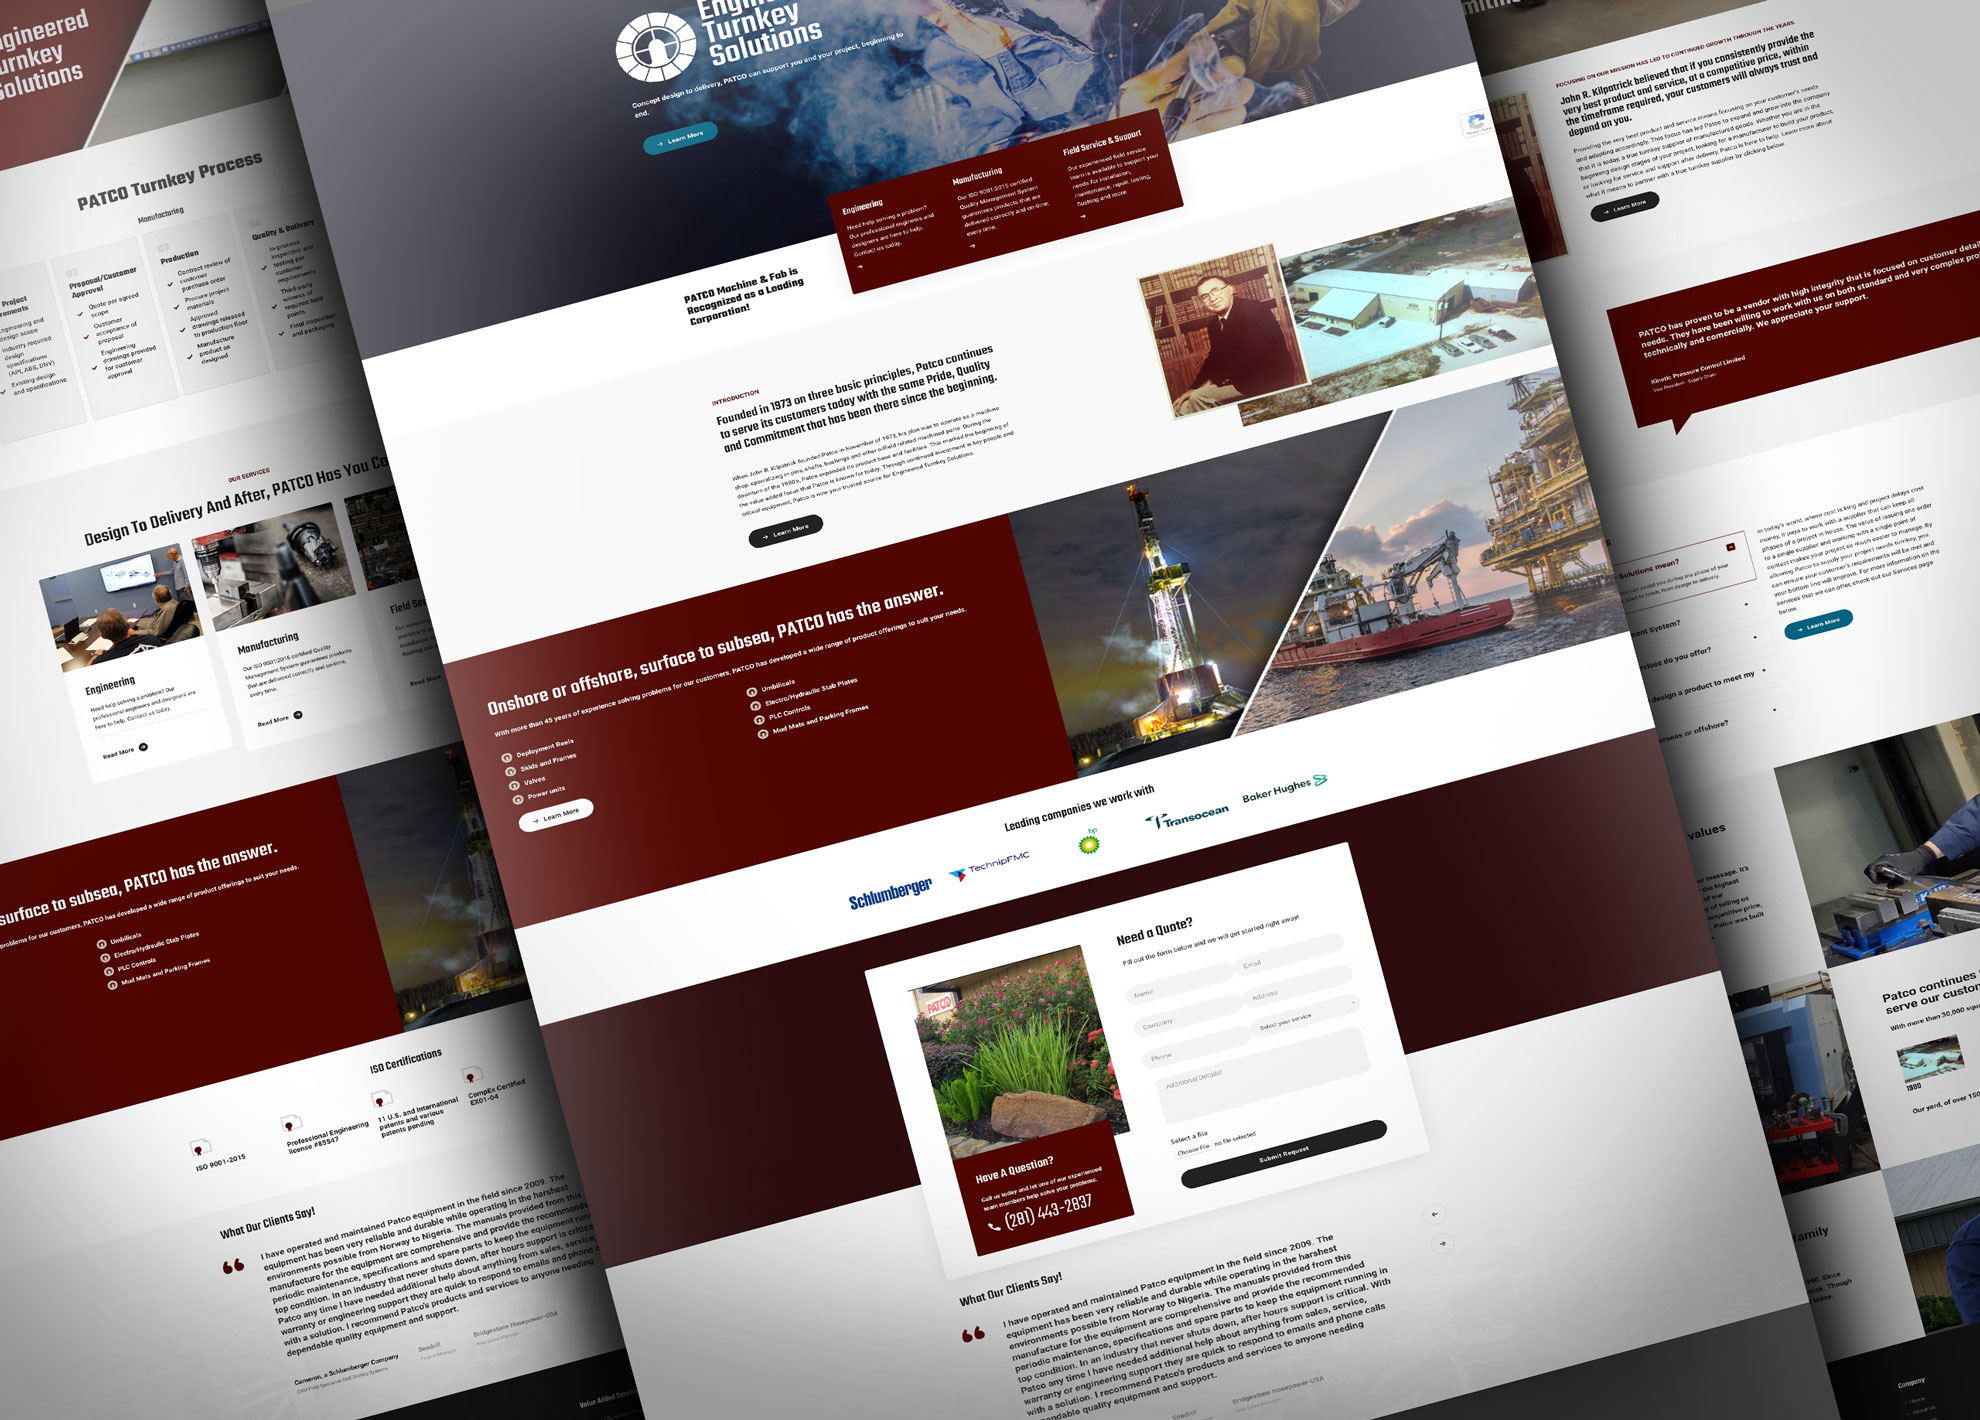 Engineered
Turnkey
Solutions
PATCO Turnkey Process
Manufacturing
02
Proposal/Customer
Approval
Quote per agreed
scope
Customer
acceptance of
proposal
Engineering
drawings provided
for customer
approval
03
Production
Contract review of
customer
purchase order
Procure project
materials
Approved
drawings released
to production floor
Manufacture
product as
designed
04
Quality & Delivery
In-process
inspection and
testing per
customer
requirements
Third-party
witness of
required hold
points
Final inspection
and packaging
Project
Engineering and
design scope
Industry required
design
specifications
(API, ABS, DNV)
Existing design
and specifications
OUR SERVICES
Design To Delivery And After, PATCO Has You
Engineering
Need help solving a problem? Our
professional engineers and designers are
here to help. Contact us today.
Read More
Manufacturing
Our ISO 9001:2015 certified Quality
Management System guarantees products
that are delivered correctly and on-time,
every time.
Read More
Read More
surface to subsea, PATCO has the answer.
problems for our customers, PATCO has developed a wide range of product offerings to suit your needs.
Umbilicals
Electro/Hydraulic Stab Plates
PLC Controls
Mud Mats and Parking Frames
ISO Certifications
ISO 9001-2015
Professional Engineering
license #85547
11 U.S. and International
patents and various
patents pending
CompEx Certified
EX01-04
What Our Clients Say!
I have operated and maintained Patco equipment in the field since 2009. The
equipment has been very reliable and durable while operating in the harshest
environments possible from Norway to Nigeria. The manuals provided from this
manufacture for the equipment are comprehensive and provide the
periodic maintenance, specifications and spare parts to keep the equipment
top condition. In an industry that never shuts down, after hours support is
Patco any time I have needed additional help about anything from sales, service,
warranty or engineering support they are quick to respond to emails and phone
with a solution. I recommend Patco's products and services to anyone needing
dependable quality equipment and support.
Cameron, a Schlumberger Company
Seadrill
Project Manager
Bridgestone Hosepower-USA
Area Sales Manager
Turnkey
Solutions
Concept design to delivery, PATCO can support you and your project, beginning to
end.
Learn More
Engineering
Need help solving a problem?
Our professional engineers and
designers are here to help.
Contact us today.
Manufacturing
Our ISO 9001:2015 certified
Quality Management System
guarantees products that are
delivered correctly and on-time,
every time.
Field Service & Support
Our experienced field service
team is available to support your
needs for installation,
maintenance, repair, testing,
flushing and more.
PATCO Machine & Fab is
Recognized as a Leading
Corporation!
INTRODUCTION
Founded in 1973 on three basic principles, Patco continues
to serve its customers today with the same Pride, Quality
and Commitment that has been there since the beginning.
When John R. Kilpatrick founded Patco in November of 1973, his plan was to operate as a machine
shop, specializing in pins, shafts, bushings and other oilfield related machined parts. During the
downturn of the 1980's, Patco expanded its product base and facilities. This marked the beginning of
the value added focus that Patco is known for today. Through continued investment in key people and
critical equipment, Patco is now your trusted source for Engineered Turnkey Solutions.
Learn More
Onshore or offshore, surface to subsea, PATCO has the answer.
With more than 45 years of experience solving problems for our customers, PATCO has developed a wide range of product offerings to suit your needs.
Deployment Reels
Skids and Frames
Valves
Power units
Umbilicals
Electro/Hydraulic Stab Plates
PLC Controls
Mud Mats and Parking Frames
Learn More
Leading companies we work with
Schlumberger
TechnipFMC
bp
Transocean
Baker Hughes
PATCO
Have A Question?
Call us today and let one of our experienced
team members help solve your problems.
(281) 443-2837
Need a Quote?
Fill out the form below and we will get started right away!
Name
Email
Company
Address
Phone
Select your service
Additional Details!
Select a file
Choose File no file selected
Submit Request
What Our Clients Say!
I have operated and maintained Patco equipment in the field since 2009. The
equipment has been very reliable and durable while operating in the harshest
environments possible from Norway to Nigeria. The manuals provided from this
manufacture for the equipment are comprehensive and provide the recommended
periodic maintenance, specifications and spare parts to keep the equipment running in
top condition. In an industry that never shuts down, after hours support is critical. With
Patco any time I have needed additional help about anything from sales, service,
warranty or engineering support they are quick to respond to emails and phone calls
with a solution. I recommend Patco's products and services to anyone needing
dependable quality equipment and support.
Seadrill
Bridgestone Hosepower-USA
Area Sales Manager
FOCUSING ON OUR MISSION HAS LED TO CONTINUED GROWTH THROUGH THE YEARS.
John R. Kilpatrick believed that if you consistently provide the
very best product and service, at a competitive price, within
the timeframe required, your customers will always trust and
depend on you.
Providing the very best product and service means focusing on your customer's needs
and adapting accordingly. This focus has led Patco to expand and grow into the company
that it is today, a true turnkey supplier of manufactured goods. Whether you are in the
beginning design stages of your project, looking for a manufacturer to build your product,
or looking for service and support after delivery, Patco is here to help. Learn more about
what it means to partner with a true turnkey supplier by clicking below.
Learn More
PATCO has proven to be a vendor with high integrity that is focused on customer
needs. They have been willing to work with us on both standard and very complex
technically and comercially. We appreciate your support.
Kinetic Pressure Control Limited
Vice President - Supply Chain
Solutions mean?
System?
do you offer?
design a product to meet my
or offshore?
In today's world, where cost is king and project delays cost
money, it pays to work with a supplier that can keep all
phases of a project in house. The value of issuing one order
to a single supplier and working with a single point of
contact makes your project so much easier to manage. By
allowing Patco to supply your project needs turnkey, you
can ensure your customer's requirements will be met and
your bottom line will improve. For more information on the
services that we can offer, check out our Services page
below.
Learn More
values
Patco continues
serve our
With more than 30,000
1980
Our yard, of over
family
Value Added
Company
Home
About Us